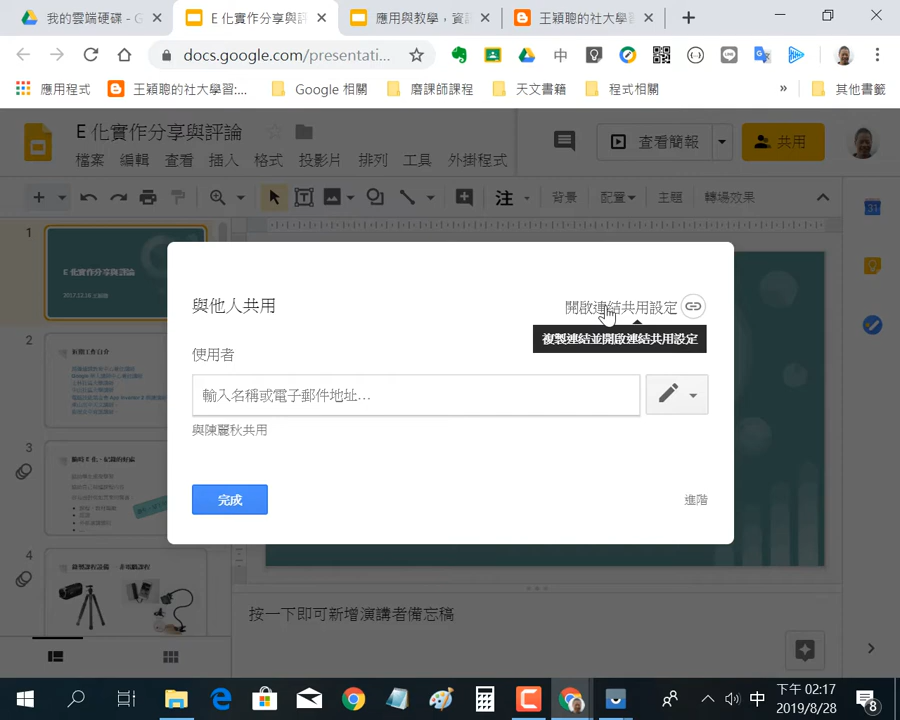 我的雲端硬碟 - G
E 化實作分享與評
應用與教學，資
王穎聰的社大學
docs.google.com/presentati...
中
應用程式
王穎聰的社大學習:...
Google 相關
磨課師課程
天文書籍
程式相關
»
其他書籤
E 化實作分享與評論
檔案 編輯 查看 插入 格式 投影片 排列 工具 外掛程式
查看簡報
共用
注
背景
配置
主題
轉場效果
1
E 化實作分享與評論
2
近期工作自介
3
4
與他人共用
開啟連結共用設定
複製連結並開啟連結共用設定
使用者
輸入名稱或電子郵件地址...
與陳麗秋共用
完成
進階
31
按一下即可新增演講者備忘稿
中
下午 02:17
2019/8/28
8